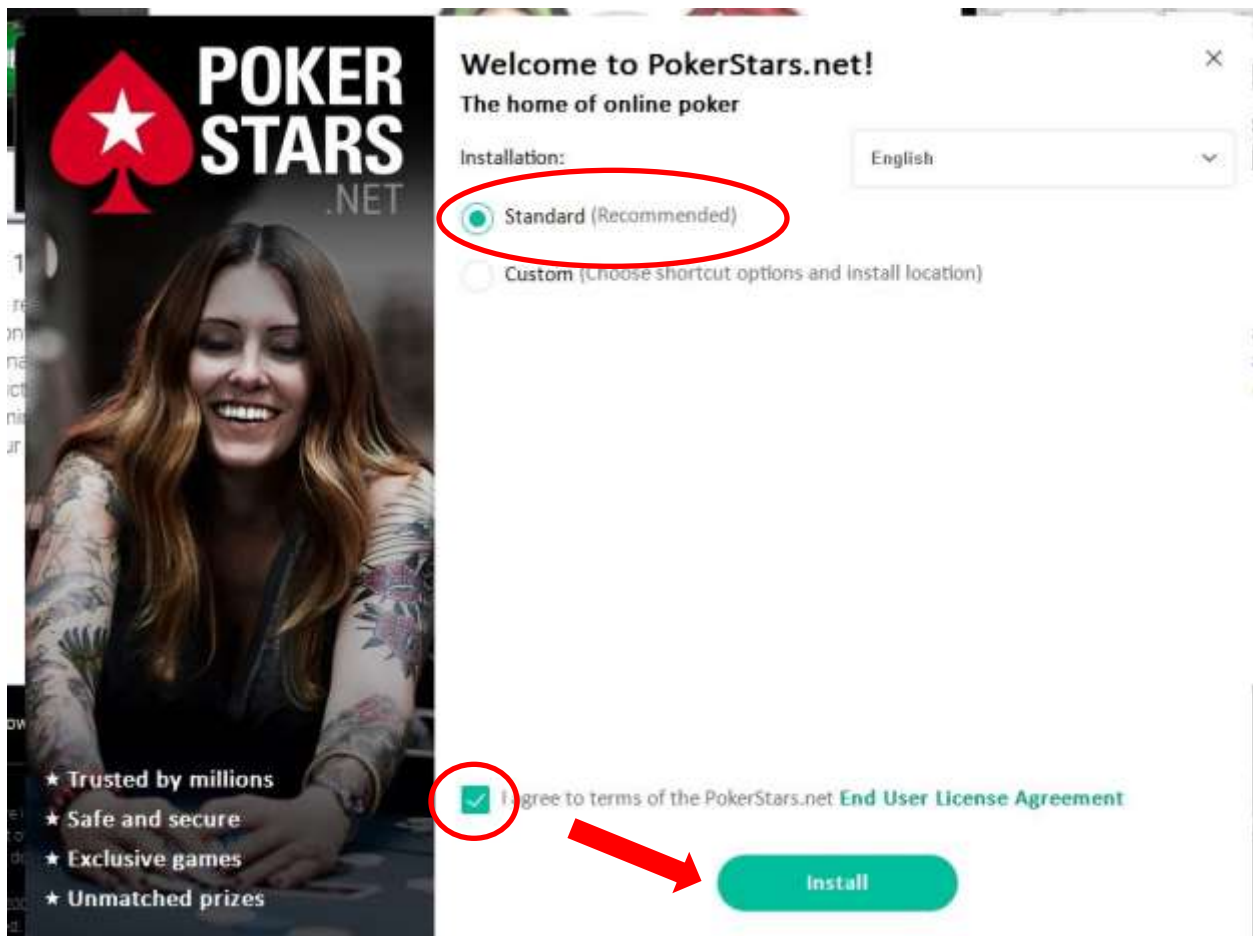 POKER
STARS
.NET
Welcome to PokerStars.net!
The home of online poker
Installation:
English
Standard (Recommended)
Custom (Choose shortcut options and install location)
★ Trusted by millions
★ Safe and secure
★ Exclusive games
★ Unmatched prizes
I agree to terms of the PokerStars.net End User License Agreement
Install